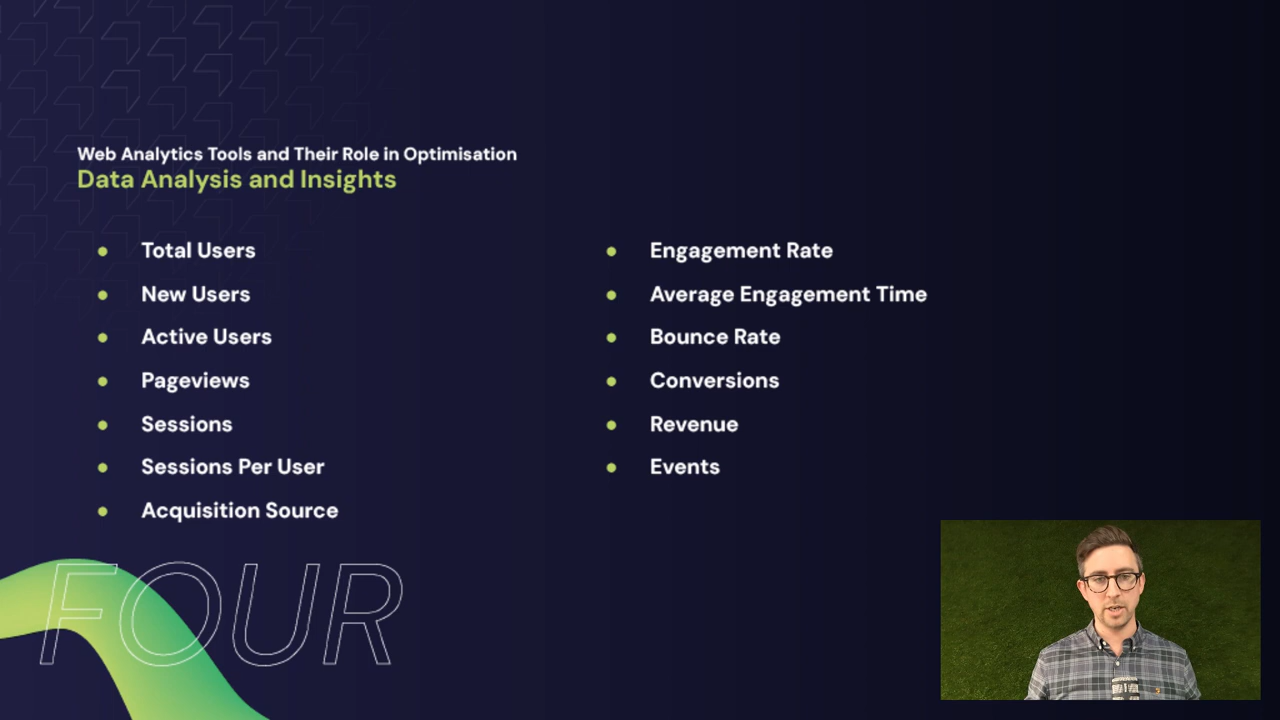 Web Analytics Tools and Their Role in Optimisation
Data Analysis and Insights
Total Users
New Users
Active Users
Pageviews
Sessions
Sessions Per User
Acquisition Source
Engagement Rate
Average Engagement Time
Bounce Rate
Conversions
Revenue
Events
FOUR